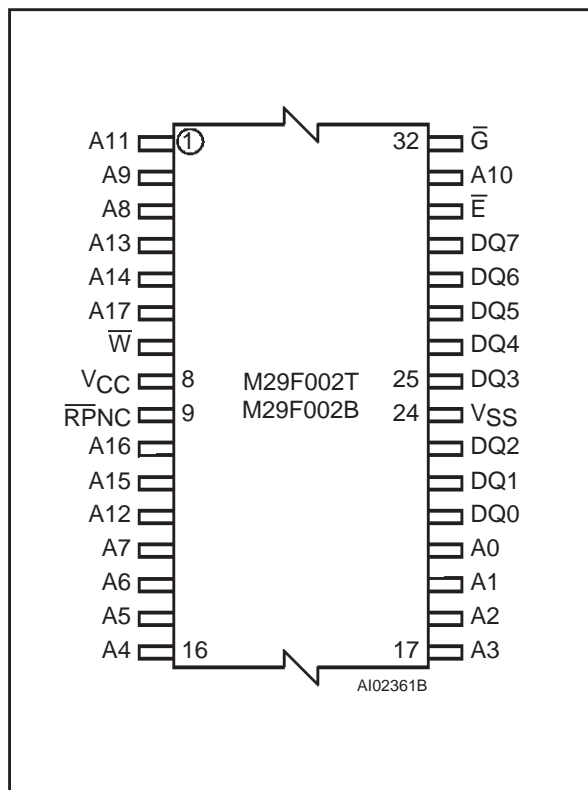 A11 1 32 G̅
A9 A10
A8 E̅
A13 DQ7
A14 DQ6
A17 DQ5
W̅ DQ4
VCC 8 M29F002T 25 DQ3
R̅P̅NC 9 M29F002B 24 VSS
A16 DQ2
A15 DQ1
A12 DQ0
A7 A0
A6 A1
A5 A2
A4 16 17 A3
AI02361B